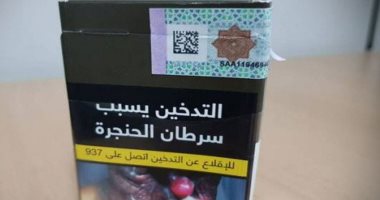 التدخين يسبب
سرطان الحنجرة
للإقلاع عن التدخين اتصل على 937